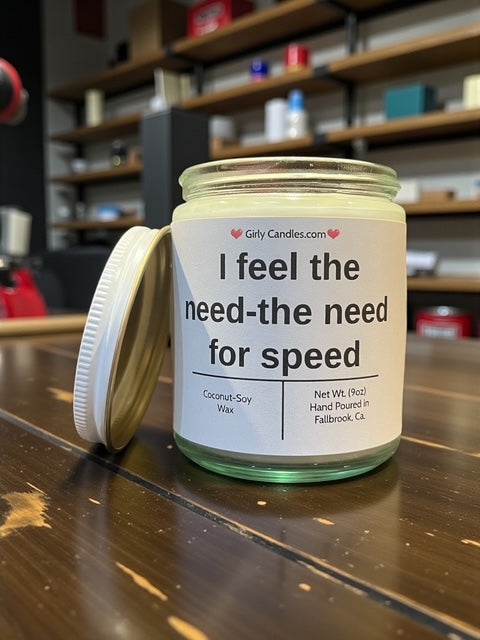 ❤ Girly Candles.com ❤
I feel the
need-the need
for speed
Coconut-Soy
Wax
Net Wt. (9oz)
Hand Poured in
Fallbrook, Ca.